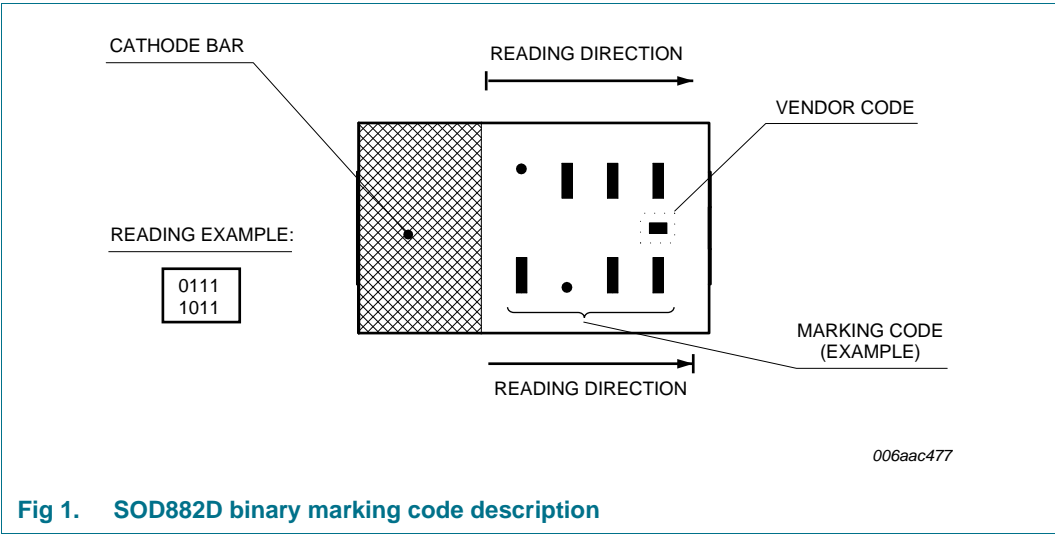 CATHODE BAR
READING DIRECTION
VENDOR CODE
READING EXAMPLE:
0111
1011
MARKING CODE
(EXAMPLE)
READING DIRECTION
006aac477
Fig 1. SOD882D binary marking code description